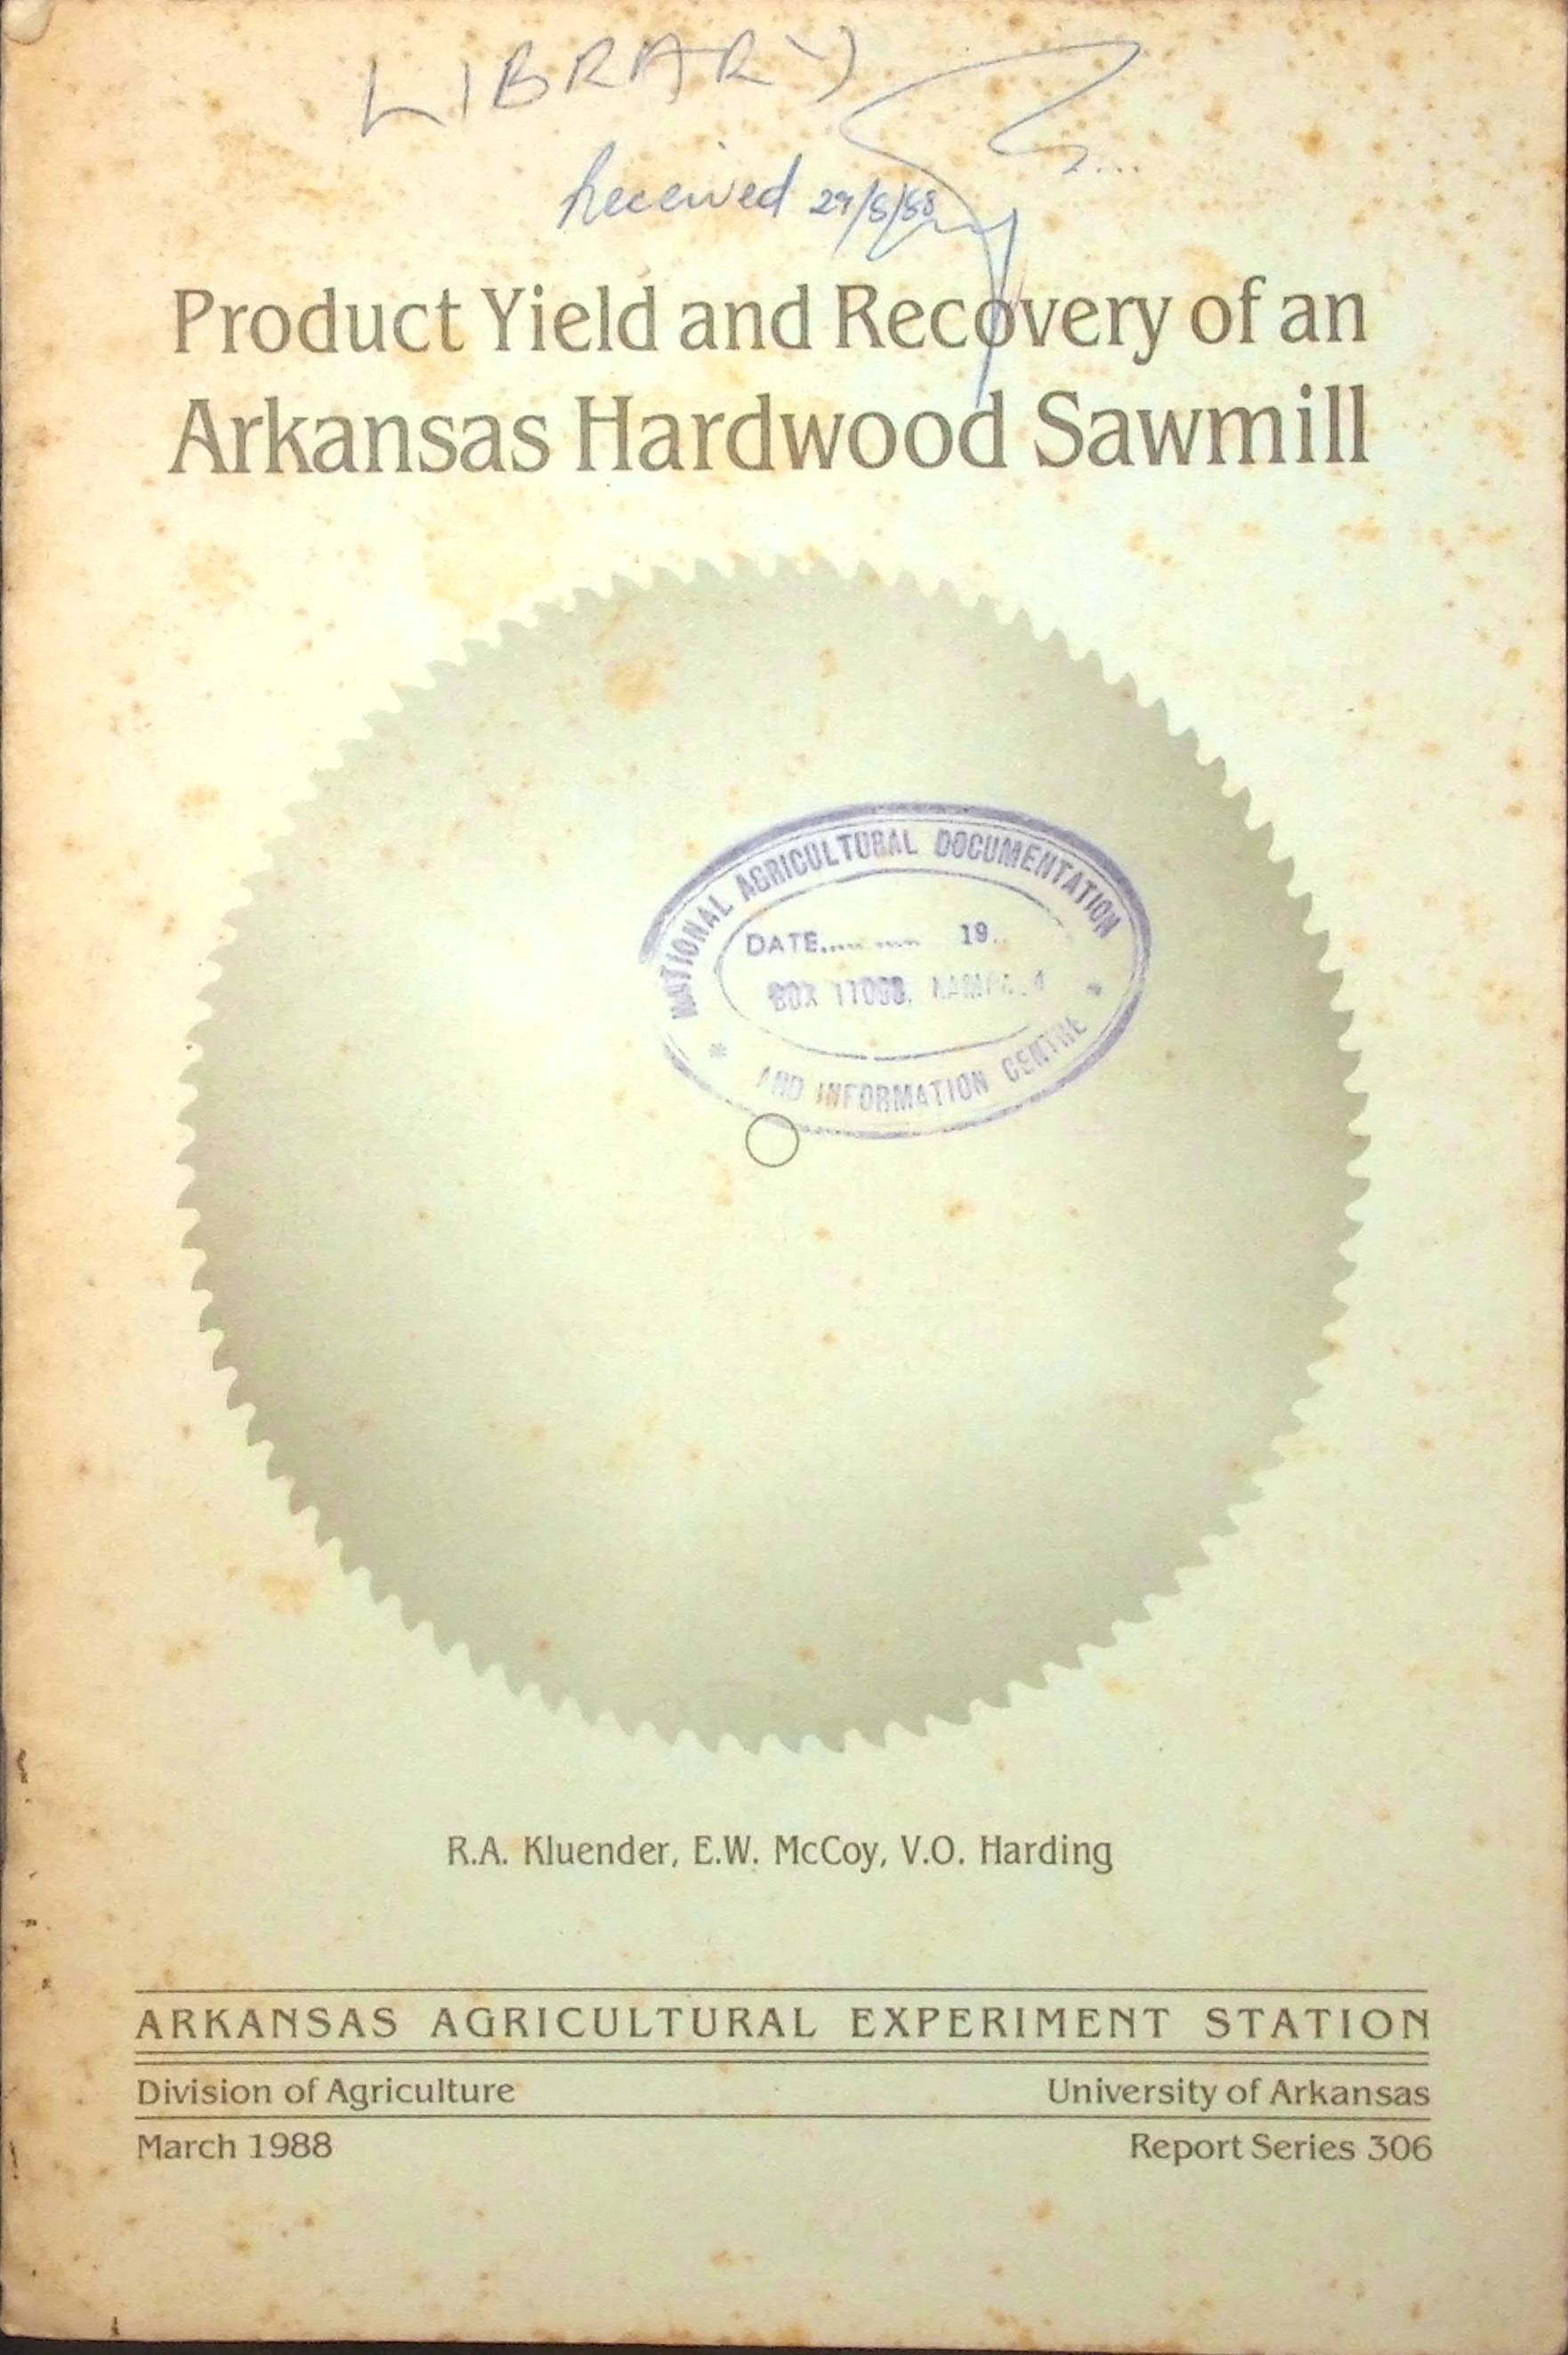 LIBRARY
Received 29/8/88
Product Yield and Recovery of an
Arkansas Hardwood Sawmill
NATIONAL AGRICULTURAL DOCUMENTATION
DATE........ 19..
BOX
* AND INFORMATION CENTRE *
R.A. Kluender, E.W. McCoy, V.O. Harding
ARKANSAS AGRICULTURAL EXPERIMENT STATION
Division of Agriculture University of Arkansas
March 1988 Report Series 306